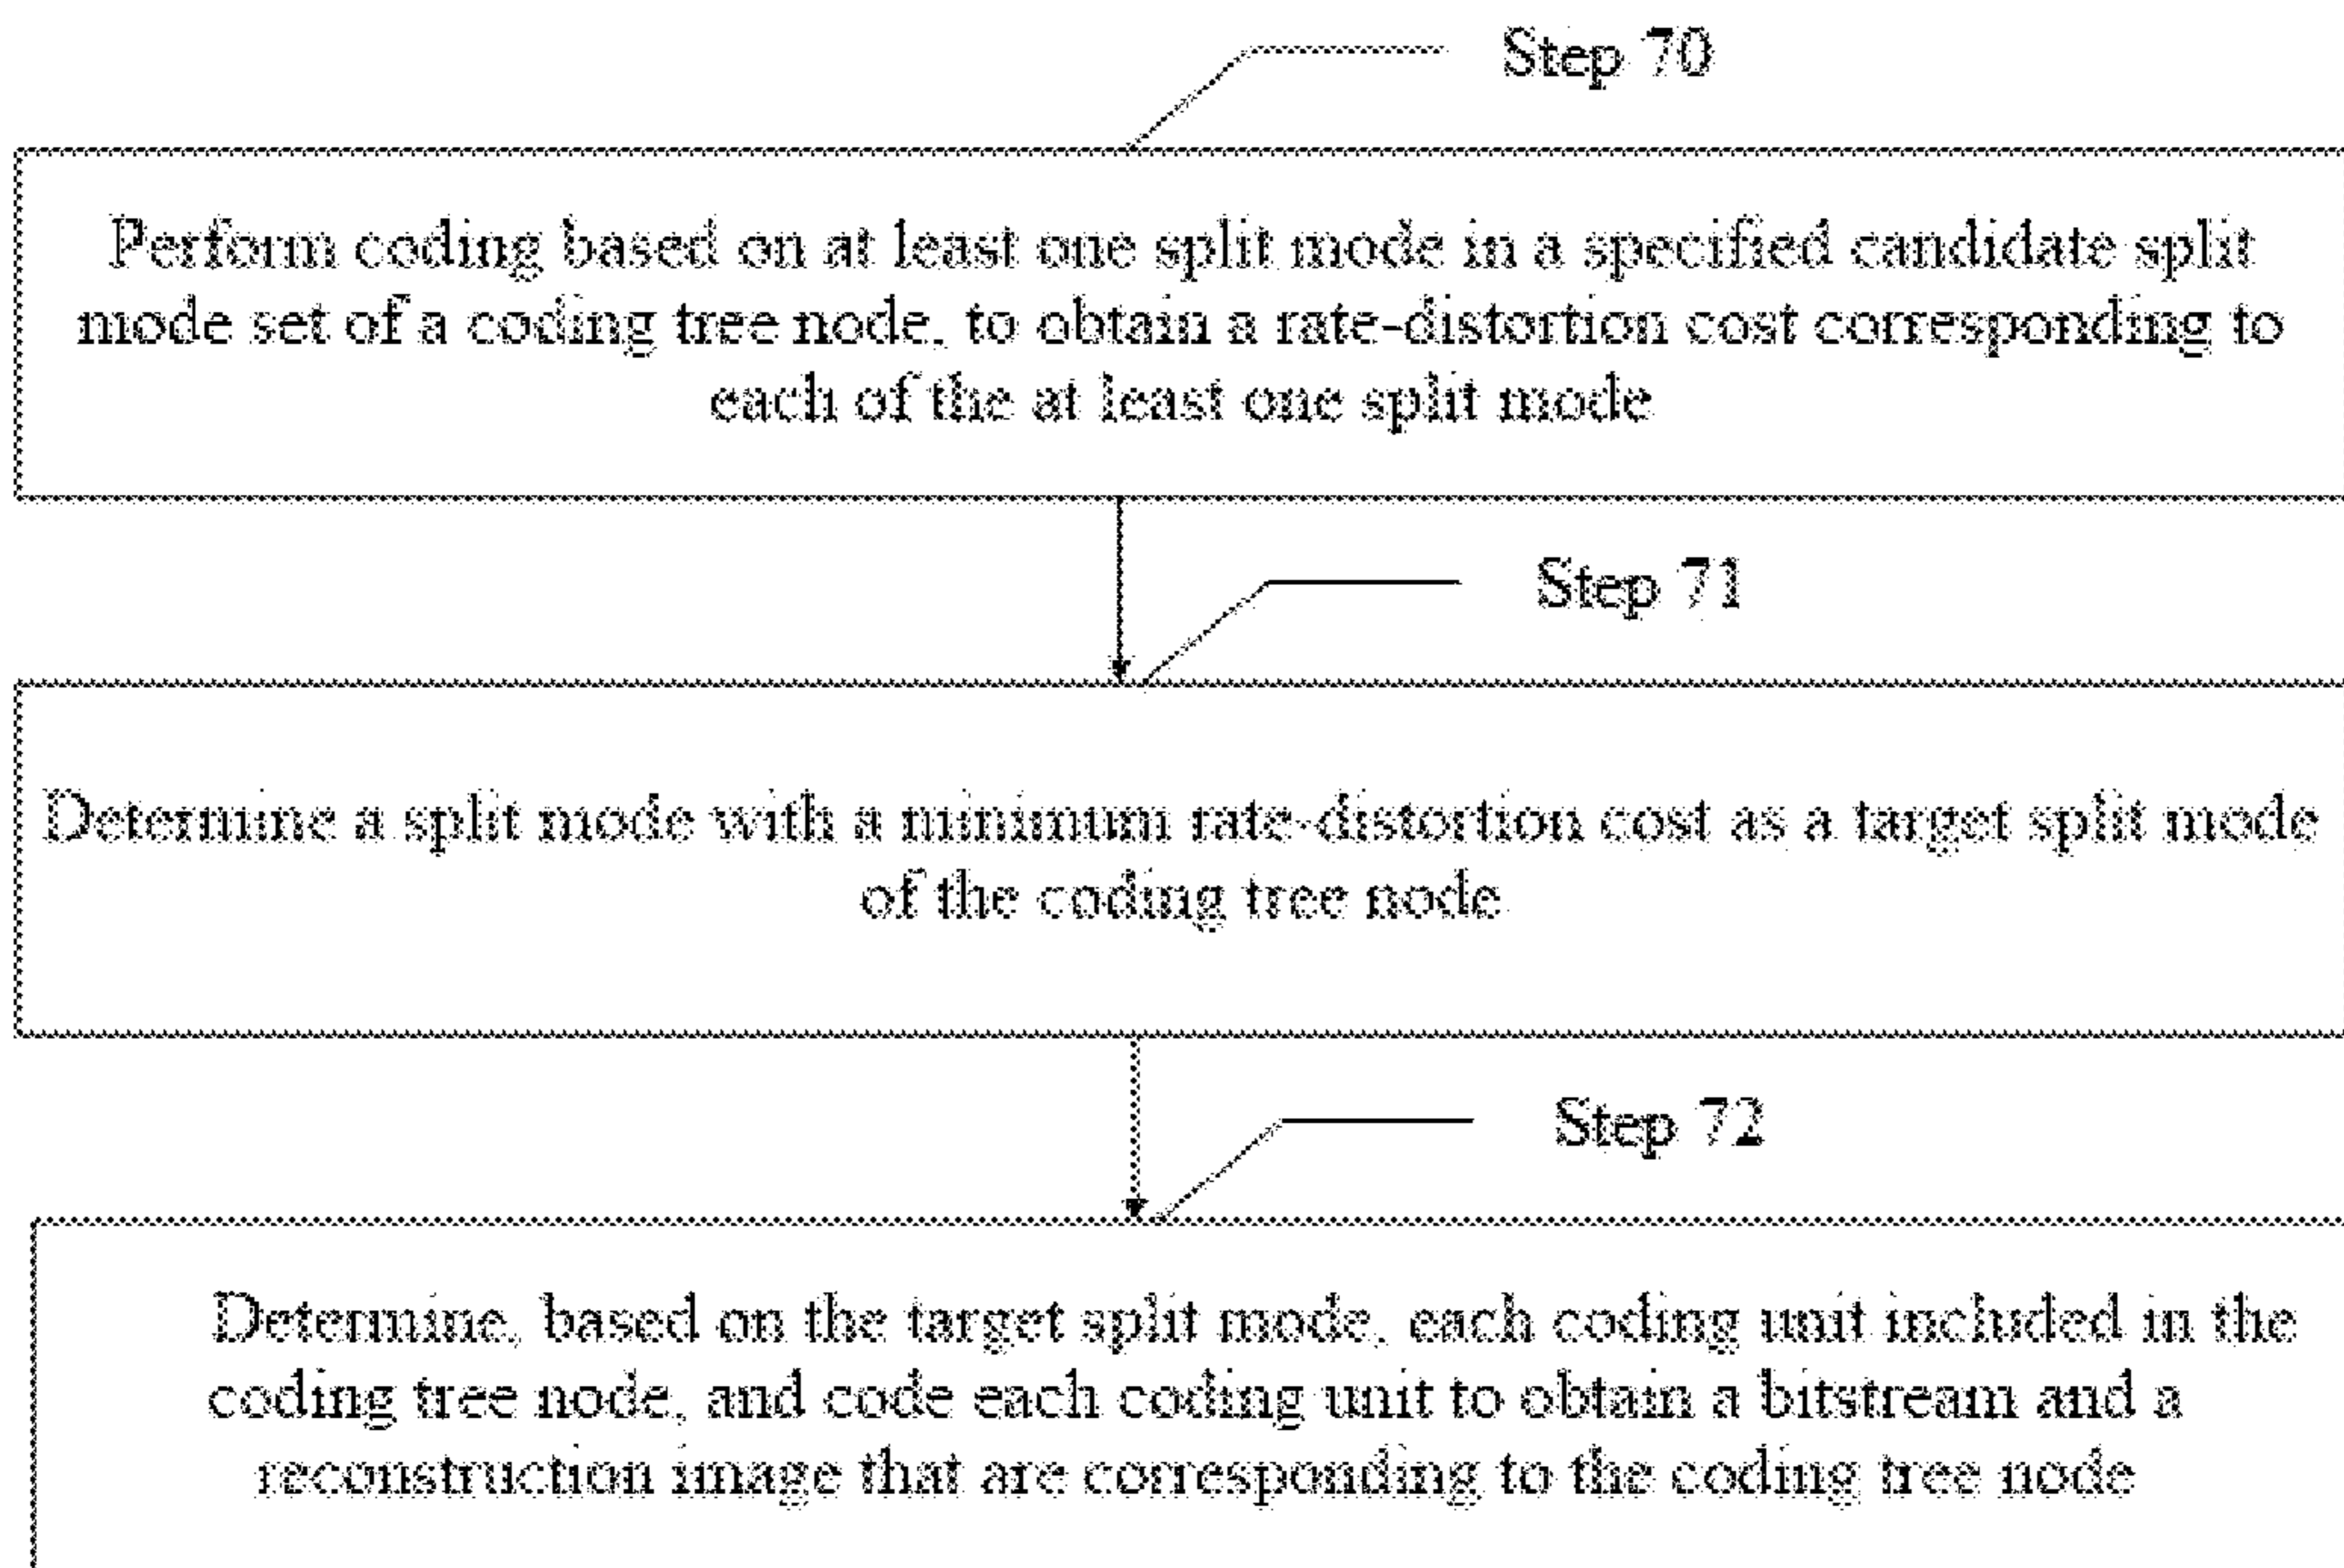 Step 70
Perform coding based on at least one split mode in a specified candidate split
mode set of a coding tree node, to obtain a rate-distortion cost corresponding to
each of the at least one split mode
Step 71
Determine a split mode with a minimum rate-distortion cost as a target split mode
of the coding tree node
Step 72
Determine, based on the target split mode, each coding unit included in the
coding tree node, and code each coding unit to obtain a bitstream and a
reconstruction image that are corresponding to the coding tree node